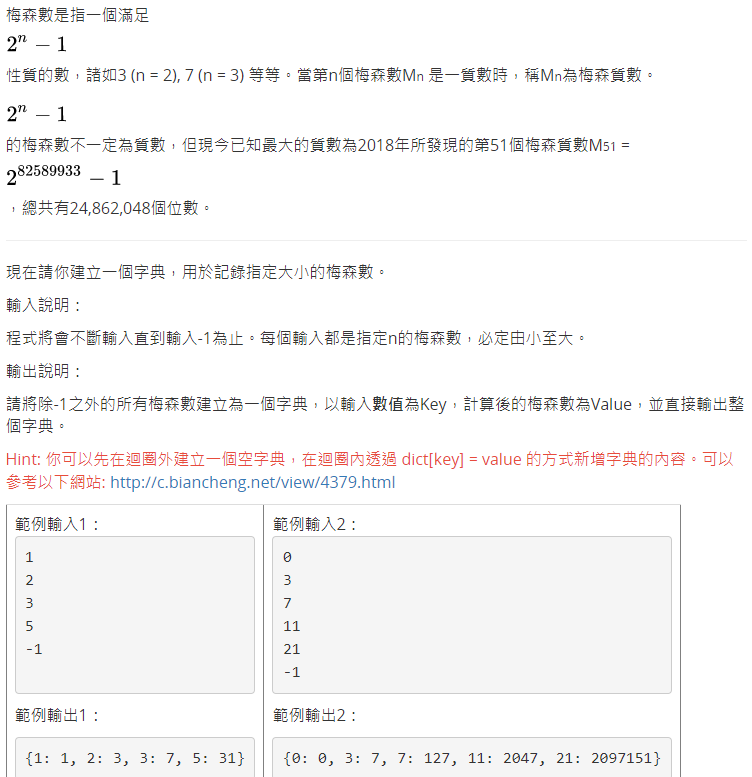 梅森數是指一個滿足
2ⁿ − 1
性質的數，諸如3 (n = 2), 7 (n = 3) 等等。當第n個梅森數Mn 是一質數時，稱Mn為梅森質數。
2ⁿ − 1
的梅森數不一定為質數，但現今已知最大的質數為2018年所發現的第51個梅森質數M51 =
2⁸²⁵⁸⁹⁹³³ − 1
，總共有24,862,048個位數。
現在請你建立一個字典，用於記錄指定大小的梅森數。
輸入說明：
程式將會不斷輸入直到輸入-1為止。每個輸入都是指定n的梅森數，必定由小至大。
輸出說明：
請將除-1之外的所有梅森數建立為一個字典，以輸入數值為Key，計算後的梅森數為Value，並直接輸出整
個字典。
Hint: 你可以先在迴圈外建立一個空字典，在迴圈內透過 dict[key] = value 的方式新增字典的內容。可以
參考以下網站: http://c.biancheng.net/view/4379.html
範例輸入1：
1
2
3
5
-1
範例輸出1：
{1: 1, 2: 3, 3: 7, 5: 31}
範例輸入2：
0
3
7
11
21
-1
範例輸出2：
{0: 0, 3: 7, 7: 127, 11: 2047, 21: 2097151}